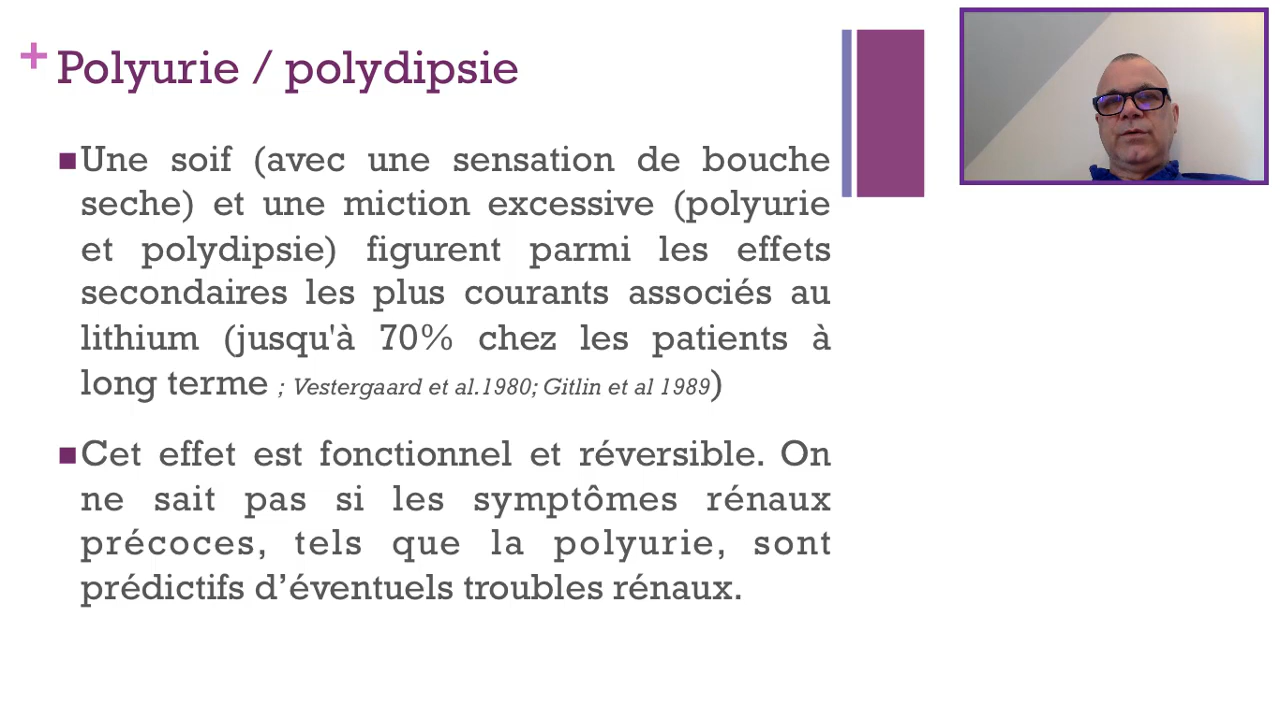 + Polyurie / polydipsie
■Une soif (avec une sensation de bouche
seche) et une miction excessive (polyurie
et polydipsie) figurent parmi les effets
secondaires les plus courants associés au
lithium (jusqu'à 70% chez les patients à
long terme ; Vestergaard et al.1980; Gitlin et al 1989)
■Cet effet est fonctionnel et réversible. On
ne sait pas si les symptômes rénaux
précoces, tels que la polyurie, sont
prédictifs d’éventuels troubles rénaux.